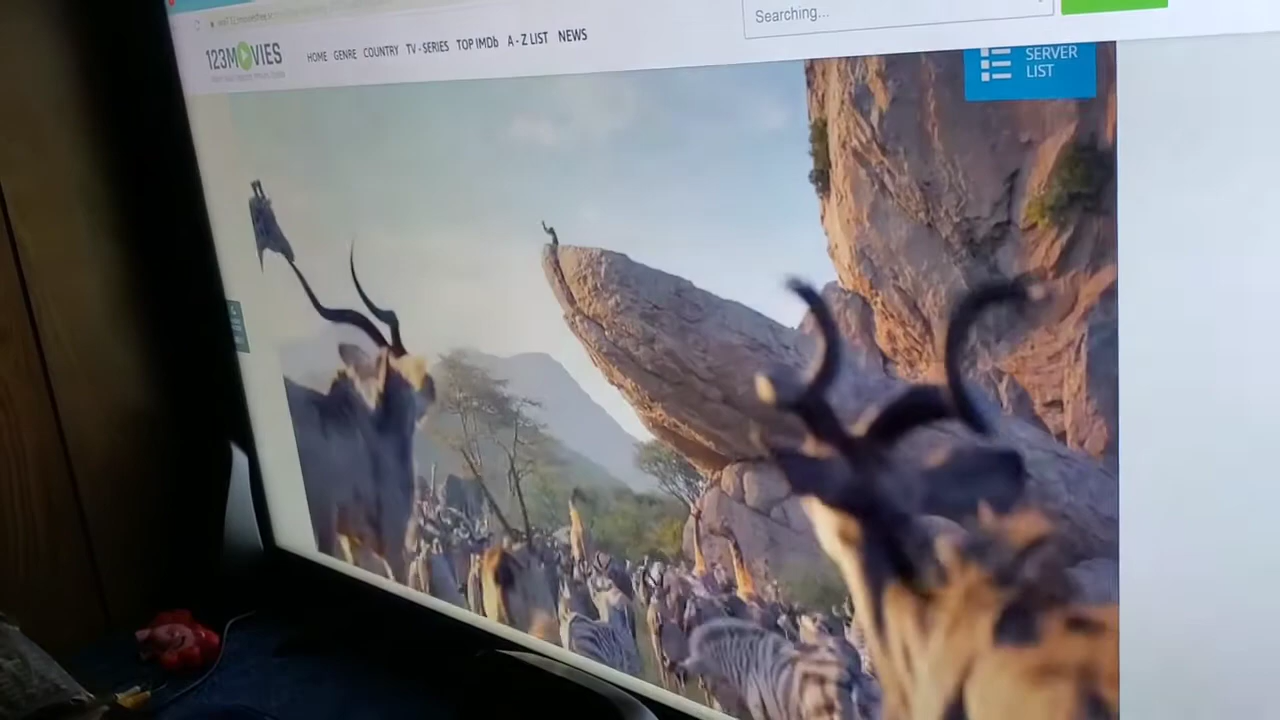 Searching...
123MOVIES
HOME GENRE COUNTRY TV - SERIES TOP IMDb A - Z LIST NEWS
SERVER
LIST